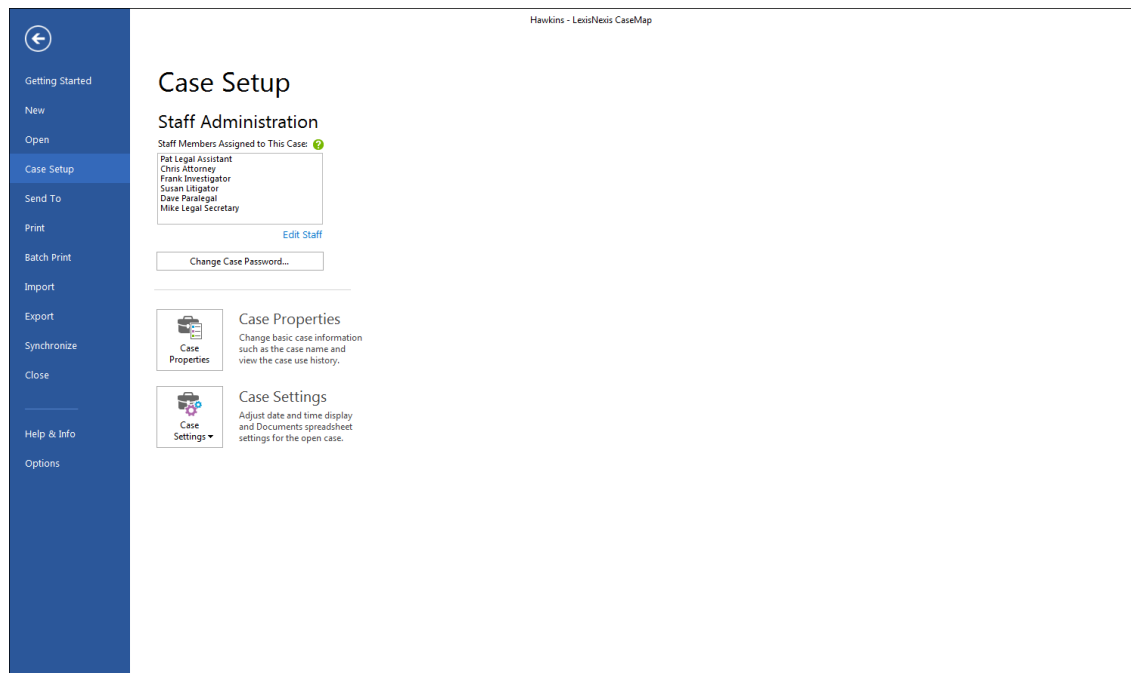 Hawkins - LexisNexis CaseMap
Getting Started
New
Open
Case Setup
Send To
Print
Batch Print
Import
Export
Synchronize
Close
Help & Info
Options
Case Setup
Staff Administration
Staff Members Assigned to This Case: ?
Pat Legal Assistant
Chris Attorney
Frank Investigator
Susan Litigator
Dave Paralegal
Mike Legal Secretary
Edit Staff
Change Case Password...
Case
Properties
Case Properties
Change basic case information
such as the case name and
view the case use history.
Case
Settings
Case Settings
Adjust date and time display
and Documents spreadsheet
settings for the open case.